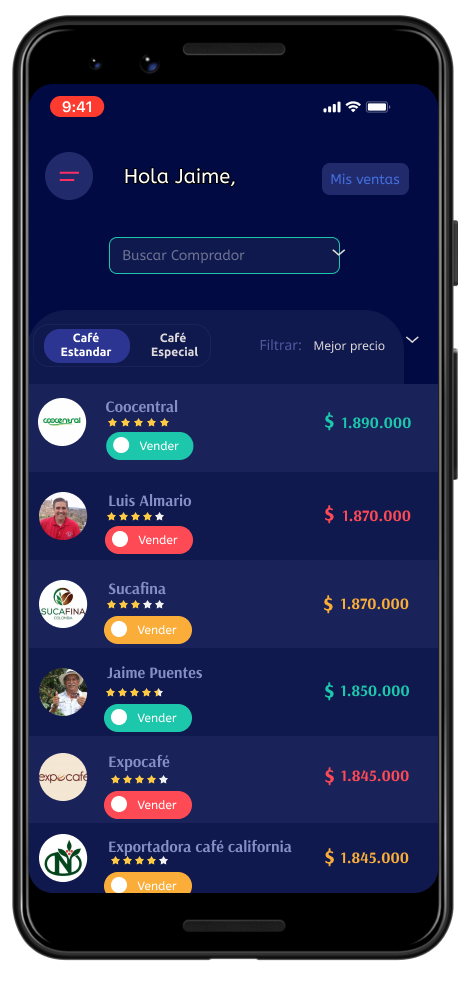 9:41
Hola Jaime,
Mis ventas
Buscar Comprador
Café
Estandar
Café
Especial
Filtrar: Mejor precio
coocentral
Coocentral
Vender
$ 1.890.000
Luis Almario
Vender
$ 1.870.000
SUCAFINA
COLOMBIA
Sucafina
Vender
$ 1.870.000
Jaime Puentes
Vender
$ 1.850.000
expocafé
Expocafé
Vender
$ 1.845.000
Exportadora café california
Vender
$ 1.845.000